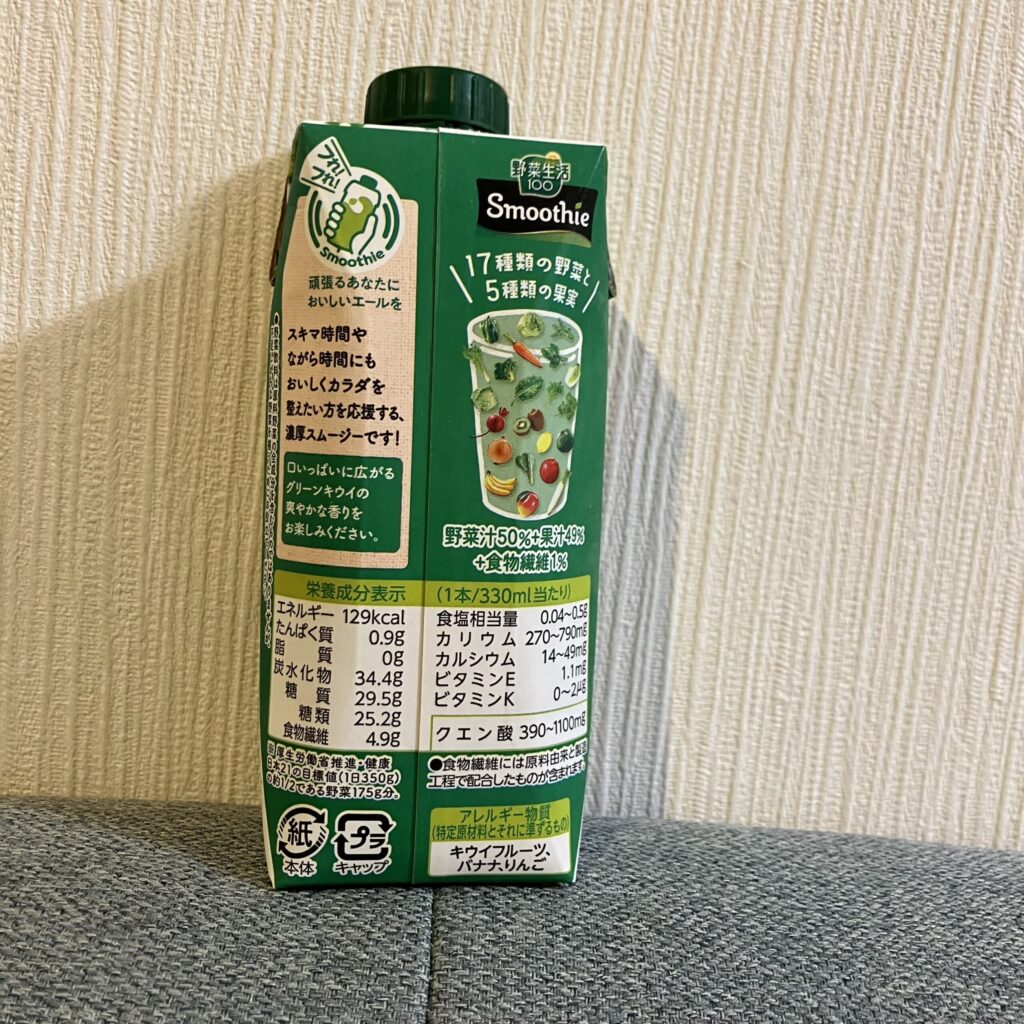 フレ!
フレ!
Smoothie
頑張るあなたに
おいしいエールを
スキマ時間や
ながら時間にも
おいしくカラダを
整えたい方を応援する、
濃厚スムージーです!
口いっぱいに広がる
グリーンキウイの
爽やかな香りを
お楽しみください。
野菜生活
100
Smoothie
17種類の野菜と
5種類の果実
野菜汁50%+果汁49%
+食物繊維1%
栄養成分表示
(1本/330ml当たり)
エネルギー 129kcal
たんぱく質 0.9g
脂質 0g
炭水化物 34.4g
糖質 29.5g
糖類 25.2g
食物繊維 4.9g
食塩相当量 0.04~0.5g
カリウム 270~790mg
カルシウム 14~49mg
ビタミンE 1.1mg
ビタミンK 0~2μg
クエン酸 390~1100mg
※厚生労働省推進・健康
日本21の目標値(1日350g)
の約1/2である野菜175g分。
●食物繊維には原料由来と製造
工程で配合したものが含まれます。
紙
本体
プラ
キャップ
アレルギー物質
(特定原材料とそれに準ずるもの)
キウイフルーツ、
バナナ、りんご